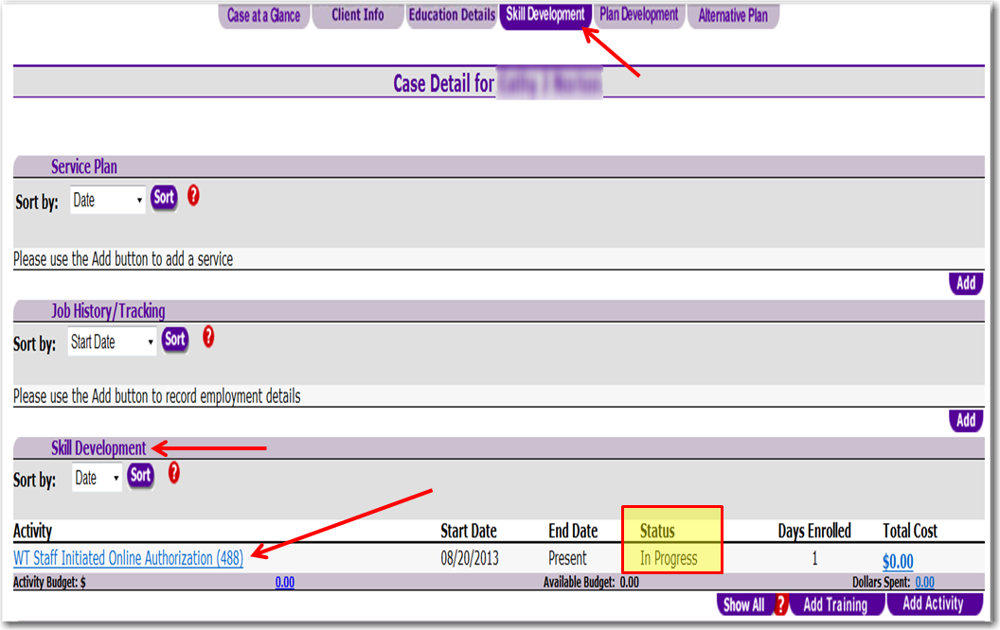 Case at a Glance Client Info Education Details Skill Development Plan Development Alternative Plan
Case Detail for
Service Plan
Sort by: Date Sort ?
Please use the Add button to add a service
Add
Job History/Tracking
Sort by: Start Date Sort ?
Please use the Add button to record employment details
Add
Skill Development
Sort by: Date Sort ?
Activity Start Date End Date Status Days Enrolled Total Cost
WT Staff Initiated Online Authorization (488) 08/20/2013 Present In Progress 1 $0.00
Activity Budget: $ 0.00 Available Budget: 0.00 Dollars Spent: 0.00
Show All ? Add Training Add Activity